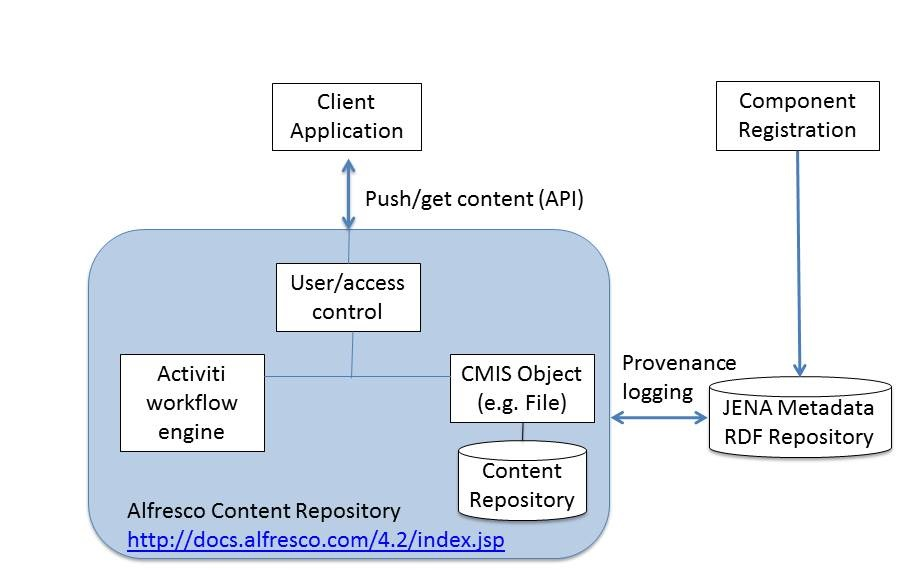 Client
Application
Component
Registration
Push/get content (API)
User/access
control
Activiti
workflow
engine
CMIS Object
(e.g. File)
Provenance
logging
JENA Metadata
RDF Repository
Content
Repository
Alfresco Content Repository
http://docs.alfresco.com/4.2/index.jsp